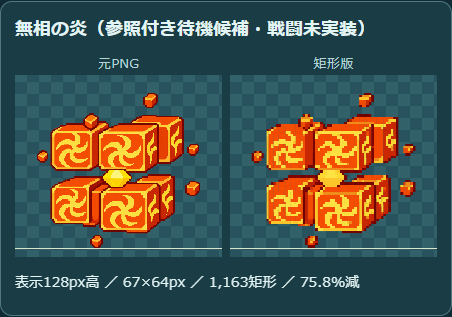 無相の炎（参照付き待機候補・戦闘未実装）
元PNG
矩形版
表示128px高 ／ 67×64px ／ 1,163矩形 ／ 75.8%減